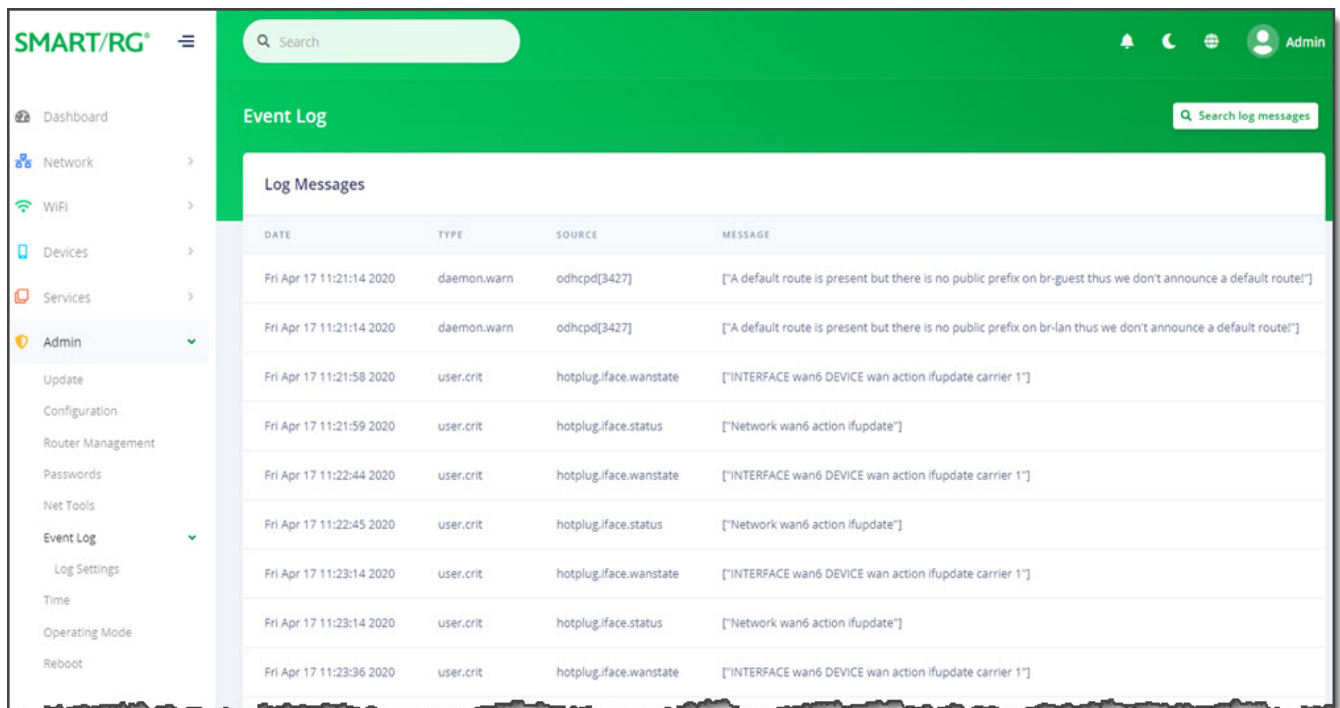 SMART/RG®
Search
Admin
Dashboard
Network
WiFi
Devices
Services
Admin
Update
Configuration
Router Management
Passwords
Net Tools
Event Log
Log Settings
Time
Operating Mode
Reboot
Event Log
Search log messages
Log Messages
DATE TYPE SOURCE MESSAGE
Fri Apr 17 11:21:14 2020 daemon.warn odhcpd[3427] ["A default route is present but there is no public prefix on br-guest thus we don't announce a default route!"]
Fri Apr 17 11:21:14 2020 daemon.warn odhcpd[3427] ["A default route is present but there is no public prefix on br-lan thus we don't announce a default route!"]
Fri Apr 17 11:21:58 2020 user.crit hotplug.iface.wanstate ["INTERFACE wan6 DEVICE wan action ifupdate carrier 1"]
Fri Apr 17 11:21:59 2020 user.crit hotplug.iface.status ["Network wan6 action ifupdate"]
Fri Apr 17 11:22:44 2020 user.crit hotplug.iface.wanstate ["INTERFACE wan6 DEVICE wan action ifupdate carrier 1"]
Fri Apr 17 11:22:45 2020 user.crit hotplug.iface.status ["Network wan6 action ifupdate"]
Fri Apr 17 11:23:14 2020 user.crit hotplug.iface.wanstate ["INTERFACE wan6 DEVICE wan action ifupdate carrier 1"]
Fri Apr 17 11:23:14 2020 user.crit hotplug.iface.status ["Network wan6 action ifupdate"]
Fri Apr 17 11:23:36 2020 user.crit hotplug.iface.wanstate ["INTERFACE wan6 DEVICE wan action ifupdate carrier 1"]